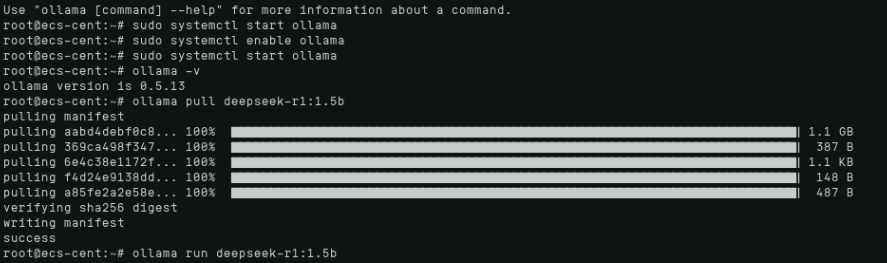 Use "ollama [command] --help" for more information about a command.
root@ecs-cent:~# sudo systemctl start ollama
root@ecs-cent:~# sudo systemctl enable ollama
root@ecs-cent:~# sudo systemctl start ollama
root@ecs-cent:~# ollama -v
ollama version is 0.5.13
root@ecs-cent:~# ollama pull deepseek-r1:1.5b
pulling manifest
pulling aabd4debf0c8... 100% 1.1 GB
pulling 369ca498f347... 100% 387 B
pulling 6e4c38e1172f... 100% 1.1 KB
pulling f4d24e9138dd... 100% 148 B
pulling a85fe2a2e58e... 100% 487 B
verifying sha256 digest
writing manifest
success
root@ecs-cent:~# ollama run deepseek-r1:1.5b